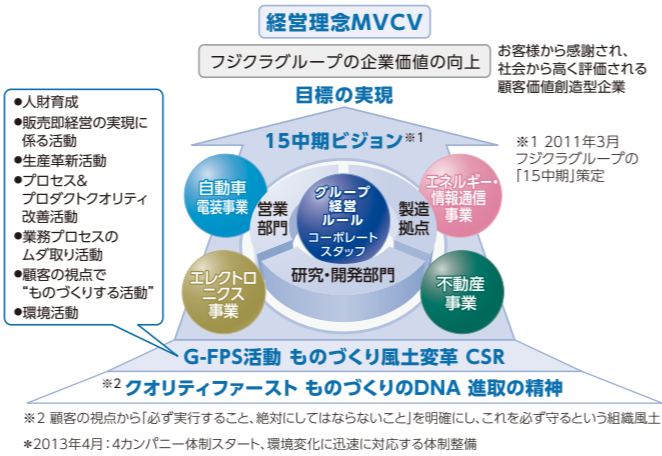 経営理念MVCV
フジクラグループの企業価値の向上
お客様から感謝され、
社会から高く評価される
顧客価値創造型企業
目標の実現
15中期ビジョン※1
※1 2011年3月
フジクラグループの
「15中期」策定
●人財育成
●販売即経営の実現に
係る活動
●生産革新活動
●プロセス&
プロダクトクオリティ
改善活動
●業務プロセスの
ムダ取り活動
●顧客の視点で
“ものづくりする活動”
●環境活動
自動車
電装事業
営業
部門
グループ
経営
ルール
コーポレート
スタッフ
製造
拠点
エネルギー・
情報通信
事業
エレクトロ
ニクス
事業
研究・開発部門
不動産
事業
G-FPS活動 ものづくり風土変革 CSR
※2 クオリティファースト ものづくりのDNA 進取の精神
※2 顧客の視点から「必ず実行すること、絶対にしてはならないこと」を明確にし、これを必ず守るという組織風土
*2013年4月：4カンパニー体制スタート、環境変化に迅速に対応する体制整備